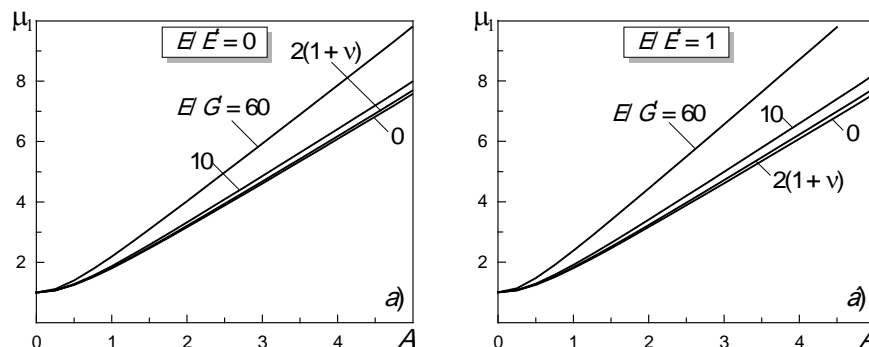 μ₁
E/E' = 0
2(1 + ν)
8
E/G' = 60
6
0
10
4
2
a)
0 1 2 3 4 A
μ₁
E/E' = 1
8
10
E/G' = 60
0
6
2(1 + ν)
4
2
á)
0 1 2 3 4 A